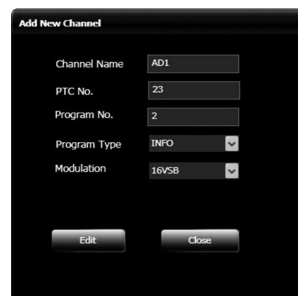 Add New Channel
Channel Name AD1
PTC No. 23
Program No. 2
Program Type INFO
Modulation 16VSB
Edit Close